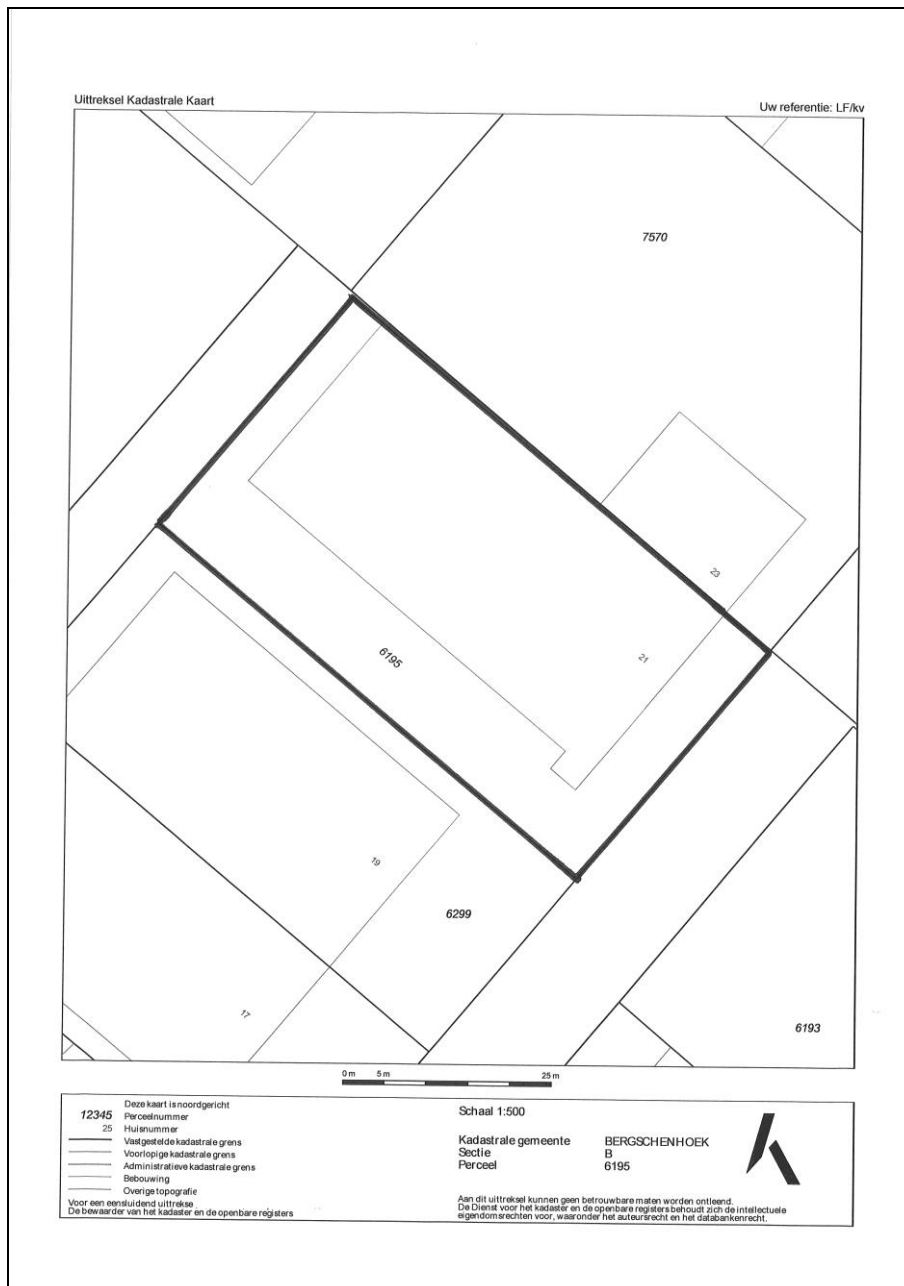 Uittreksel Kadastrale Kaart
Uw referentie: LF/kv
7570
23
21
6195
19
6299
17
6193
0 m 5 m 25 m
Deze kaart is noordgericht
12345 Perceelnummer
25 Huisnummer
Vastgestelde kadastrale grens
Voorlopige kadastrale grens
Administratieve kadastrale grens
Bebouwing
Overige topografie
Voor een eensluidend uittrekse
De bewaarder van het kadaster en de openbare registers
Schaal 1:500
Kadastrale gemeente BERGSCHENHOEK
Sectie B
Perceel 6195
Aan dit uittreksel kunnen geen betrouwbare maten worden ontleend.
De Dienst voor het kadaster en de openbare registers behoudt zich de intellectuele
eigendomsrechten voor, waaronder het auteursrecht en het databankenrecht.